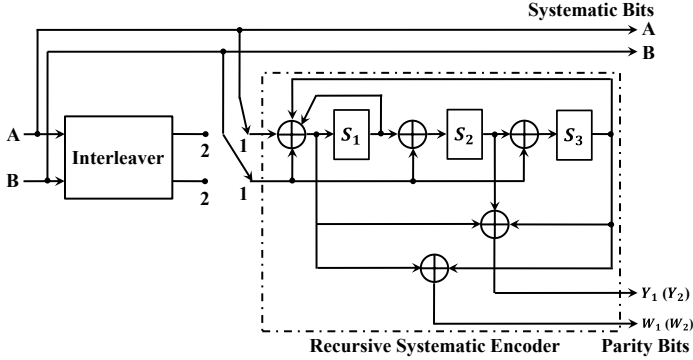 Systematic Bits
A
B
A
B
Interleaver
2
2
1
1
S₁
S₂
S₃
Y₁ (Y₂)
W₁ (W₂)
Recursive Systematic Encoder
Parity Bits